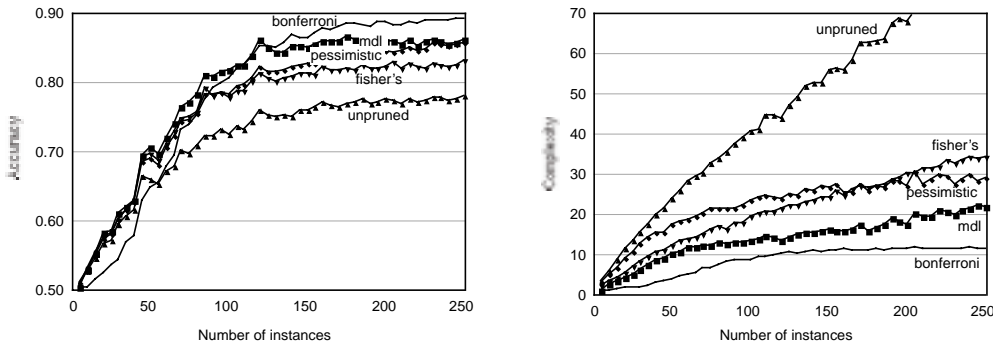 0.90
0.80
0.70
0.60
0.50
bonferroni
mdl
pessimistic
fisher's
unpruned
0 50 100 150 200 250
Number of instances
Accuracy
70
60
50
40
30
20
10
0
unpruned
fisher's
pessimistic
mdl
bonferroni
0 50 100 150 200 250
Number of instances
Complexity